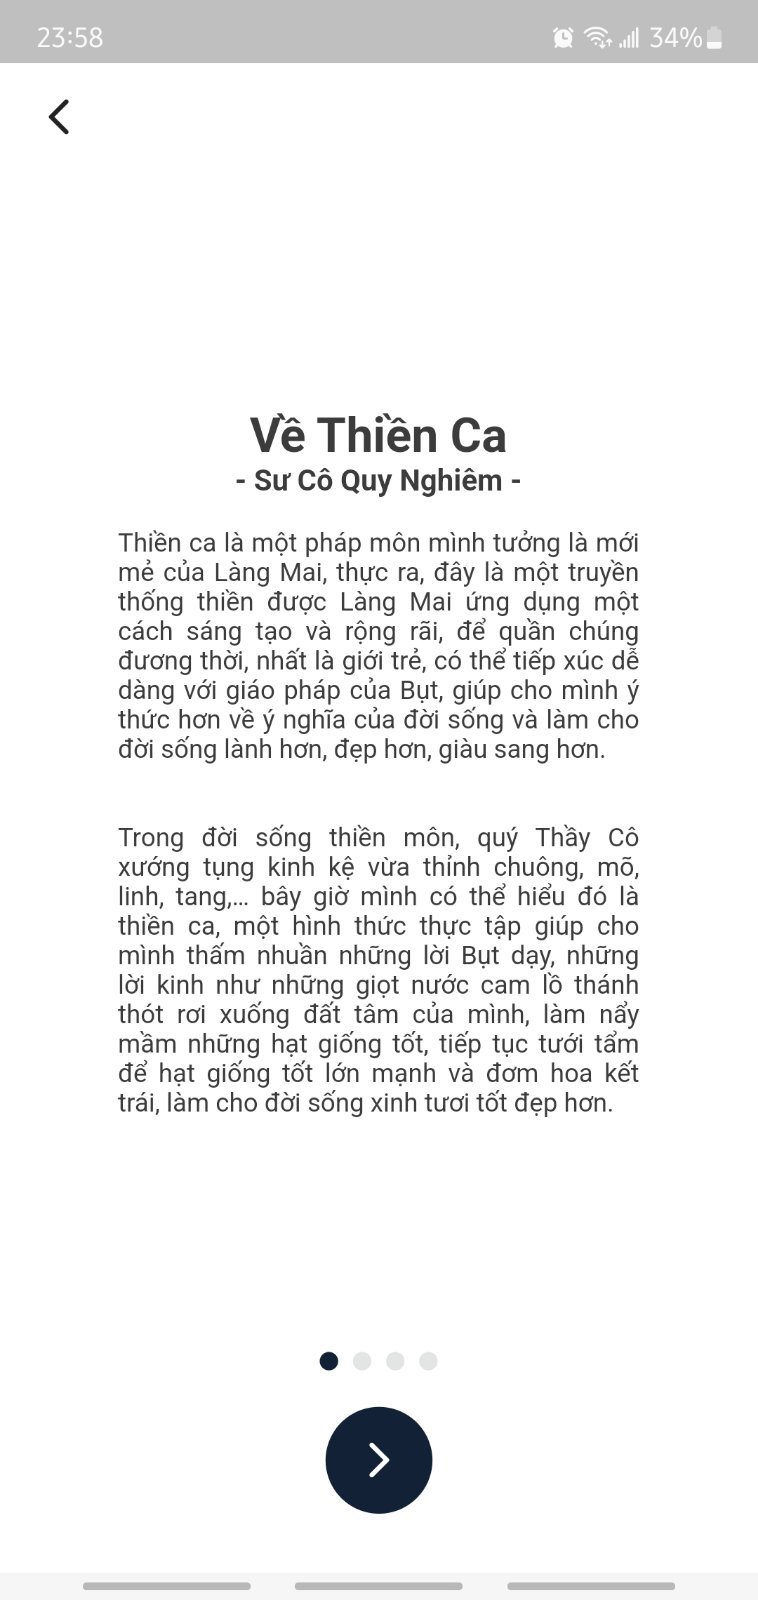 23:58
34%
Về Thiền Ca
- Sư Cô Quy Nghiêm -
Thiền ca là một pháp môn mình tưởng là mới
mẻ của Làng Mai, thực ra, đây là một truyền
thống thiền được Làng Mai ứng dụng một
cách sáng tạo và rộng rãi, để quần chúng
đương thời, nhất là giới trẻ, có thể tiếp xúc dễ
dàng với giáo pháp của Bụt, giúp cho mình ý
thức hơn về ý nghĩa của đời sống và làm cho
đời sống lành hơn, đẹp hơn, giàu sang hơn.
Trong đời sống thiền môn, quý Thầy Cô
xướng tụng kinh kệ vừa thỉnh chuông, mõ,
linh, tang,... bây giờ mình có thể hiểu đó là
thiền ca, một hình thức thực tập giúp cho
mình thấm nhuần những lời Bụt dạy, những
lời kinh như những giọt nước cam lồ thánh
thót rơi xuống đất tâm của mình, làm nẩy
mầm những hạt giống tốt, tiếp tục tưới tẩm
để hạt giống tốt lớn mạnh và đơm hoa kết
trái, làm cho đời sống xinh tươi tốt đẹp hơn.